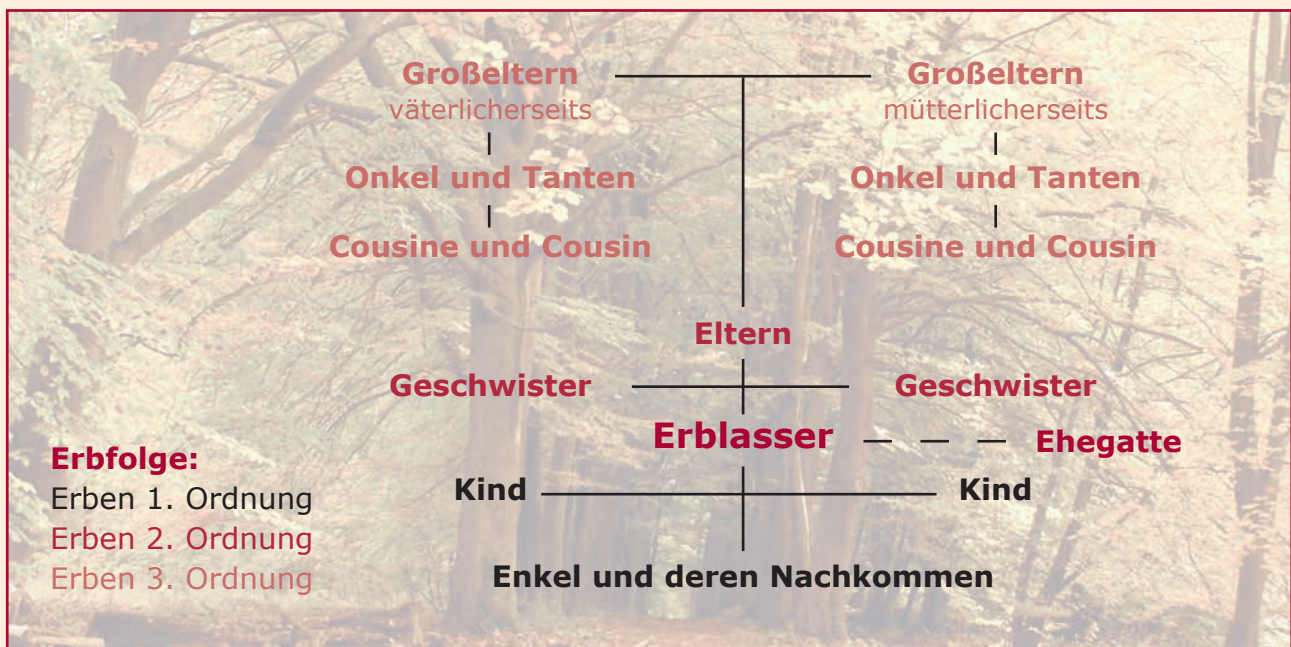 Großeltern
väterlicherseits
Großeltern
mütterlicherseits
Onkel und Tanten
Onkel und Tanten
Cousine und Cousin
Cousine und Cousin
Eltern
Geschwister
Geschwister
Erblasser
Ehegatte
Kind
Kind
Enkel und deren Nachkommen
Erbfolge:
Erben 1. Ordnung
Erben 2. Ordnung
Erben 3. Ordnung